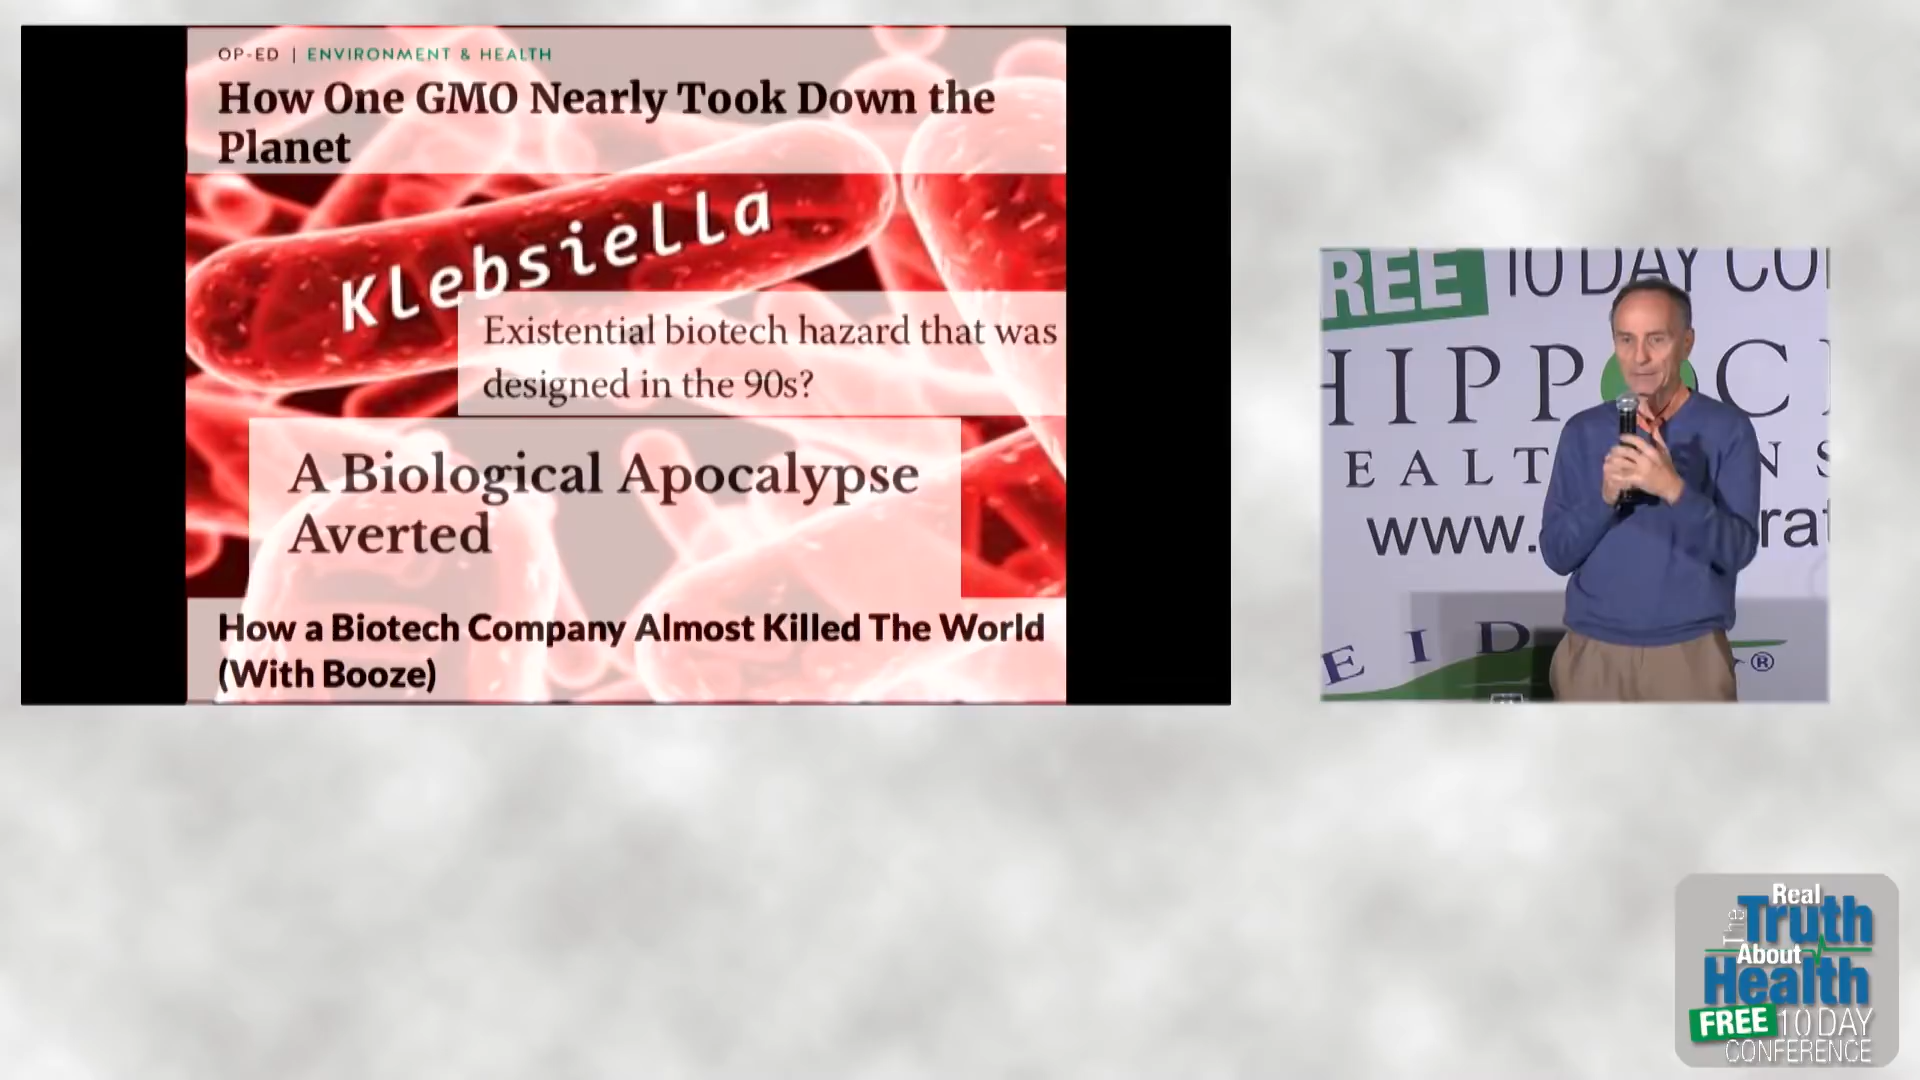 OP-ED | ENVIRONMENT & HEALTH
How One GMO Nearly Took Down the
Planet
Klebsiella
Existential biotech hazard that was
designed in the 90s?
A Biological Apocalypse
Averted
How a Biotech Company Almost Killed The World
(With Booze)
REE 10 DAY CO
HIPP C
EALT N S
www. rat
E I D
®
The Real
Truth
About
Health
FREE 10 DAY
CONFERENCE